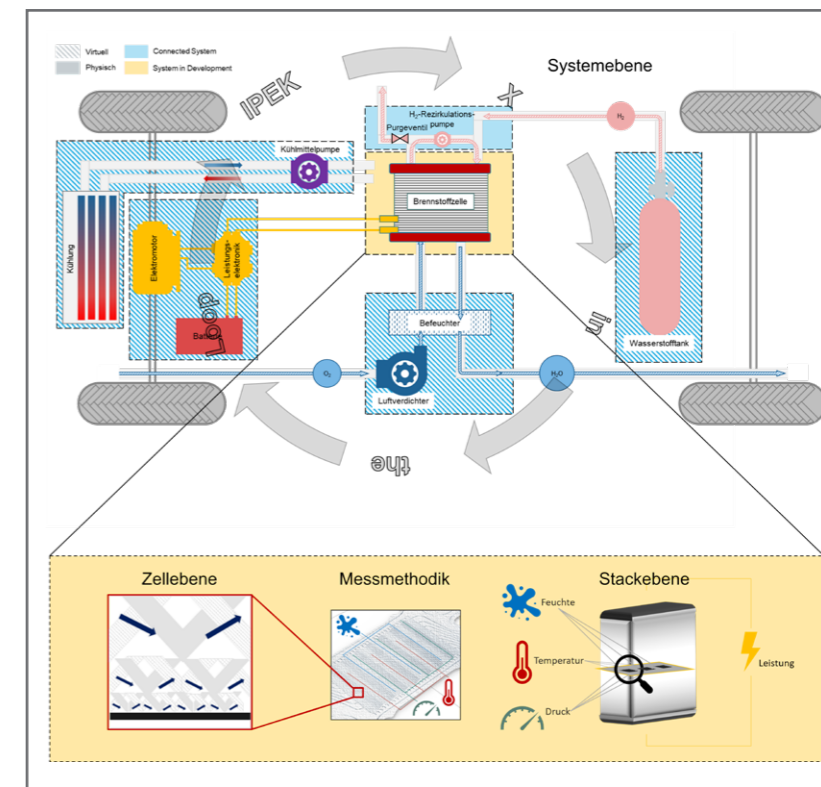 Virtuell
Connected System
Physisch
System in Development
IPEK
X
in
the
Loop
Systemebene
H₂-Rezirkulations-
pumpe
Purgeventil
H₂
Kühlmittelpumpe
Brennstoffzelle
Kühlung
Elektromotor
Leistungs-
elektronik
Batterie
Befeuchter
Wasserstofftank
O₂
H₂O
Luftverdichter
Zellebene
Messmethodik
Stackebene
Feuchte
Temperatur
Leistung
Druck